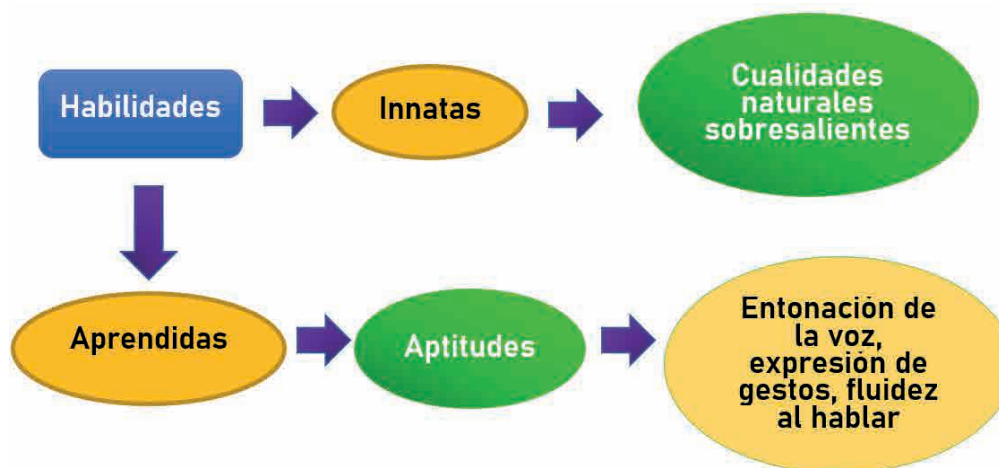 Habilidades
Innatas
Cualidades
naturales
sobresalientes
Aprendidas
Aptitudes
Entonación de
la voz,
expresión de
gestos, fluidez
al hablar